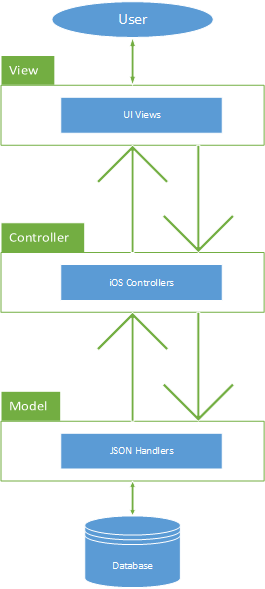 User
View
UI Views
Controller
iOS Controllers
Model
JSON Handlers
Database